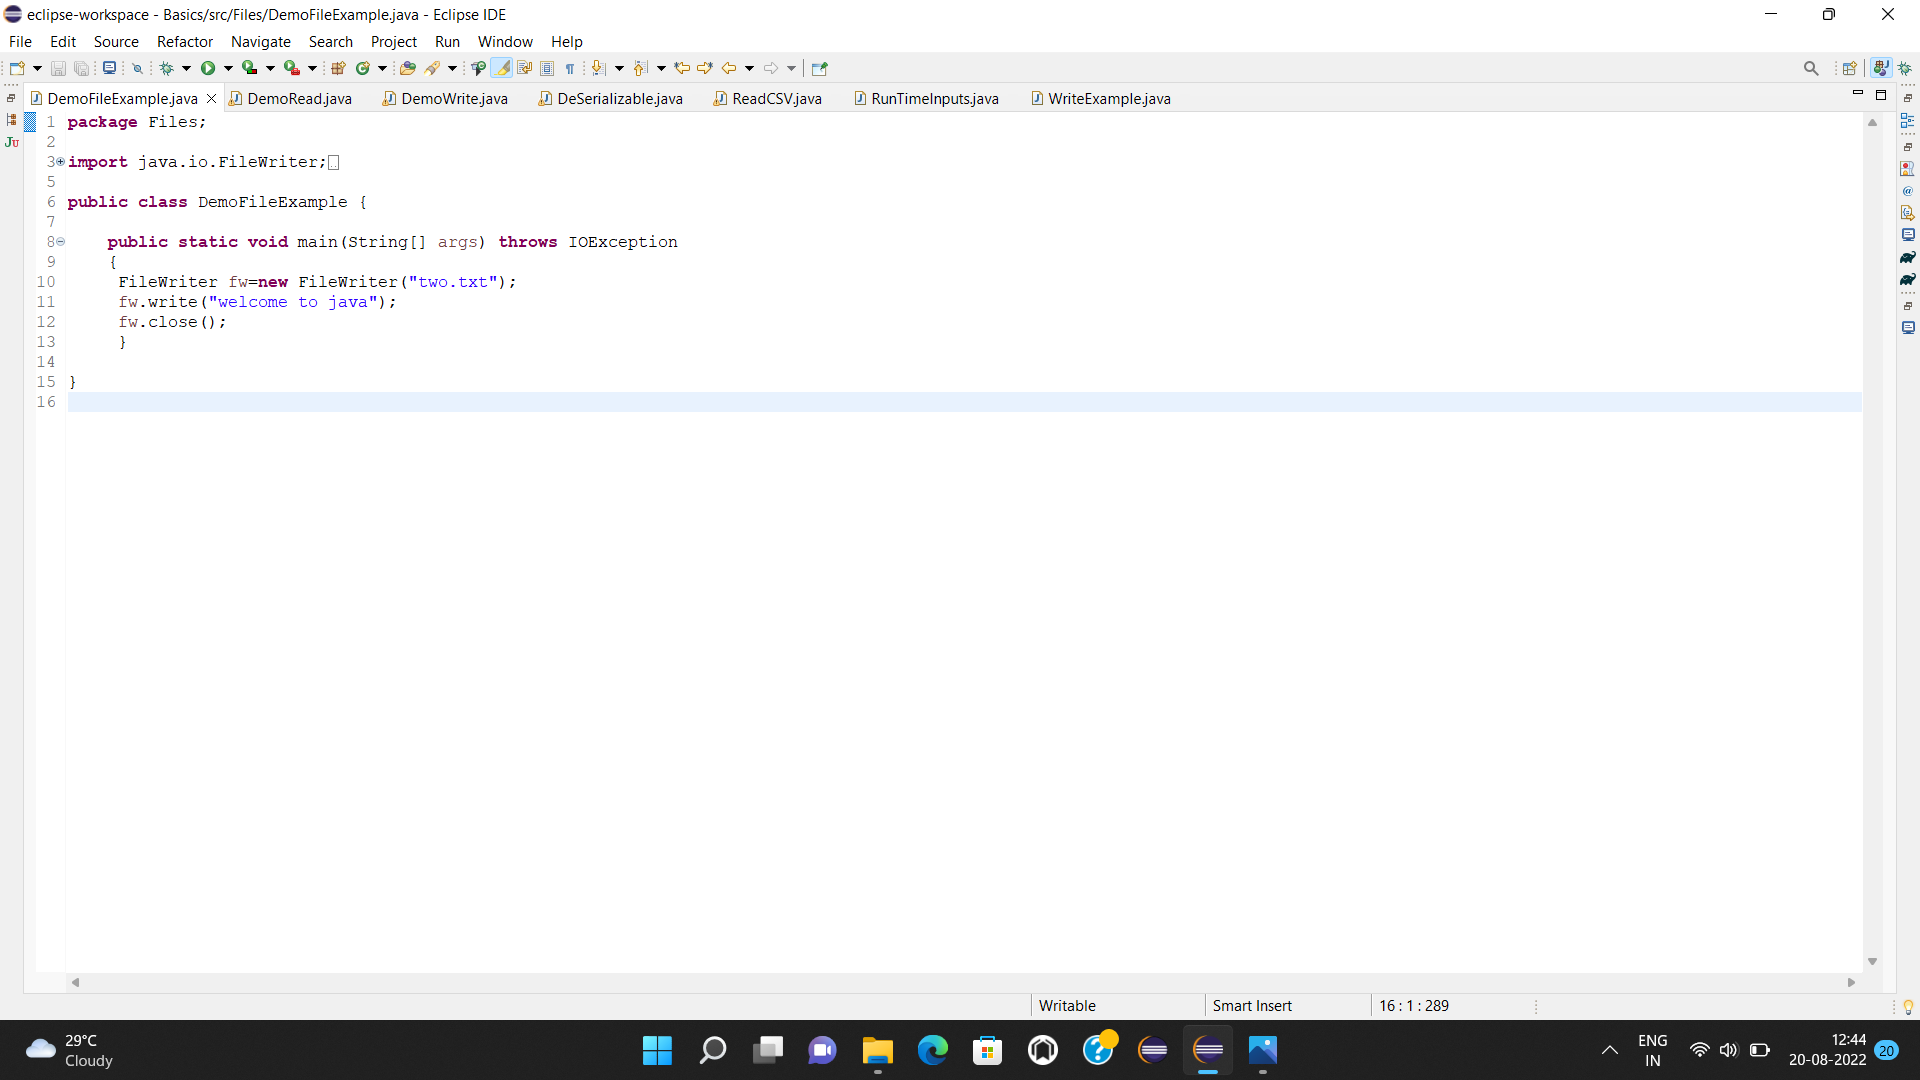 eclipse-workspace - Basics/src/Files/DemoFileExample.java - Eclipse IDE
File Edit Source Refactor Navigate Search Project Run Window Help
DemoFileExample.java DemoRead.java DemoWrite.java DeSerializable.java ReadCSV.java RunTimeInputs.java WriteExample.java
1 package Files;
2
3 import java.io.FileWriter;
5
6 public class DemoFileExample {
7
8 public static void main(String[] args) throws IOException
9 {
10 FileWriter fw=new FileWriter("two.txt");
11 fw.write("welcome to java");
12 fw.close();
13 }
14
15 }
16
Writable Smart Insert 16 : 1 : 289
29°C
Cloudy
ENG
IN
12:44
20-08-2022
20